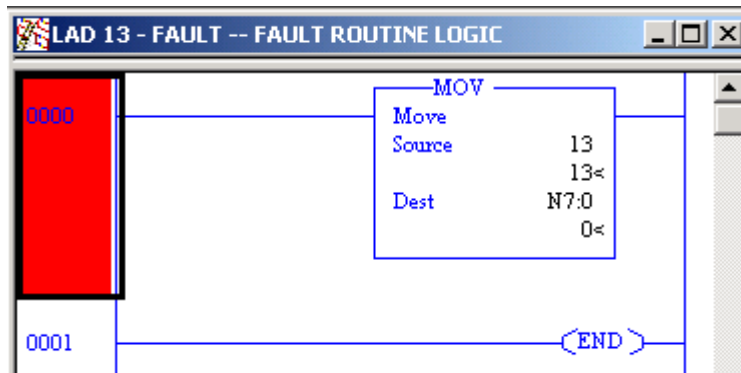 LAD 13 - FAULT -- FAULT ROUTINE LOGIC
MOV
0000
Move
Source 13
13<
Dest N7:0
0<
0001
END